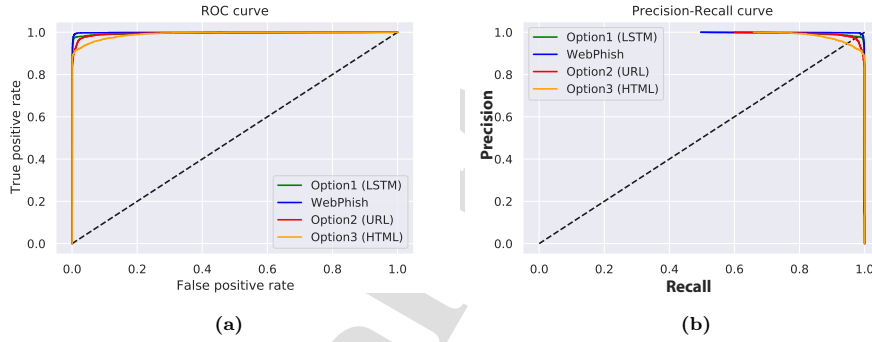 ROC curve
1.0
0.8
0.6
0.4
0.2
0.0
True positive rate
Option1 (LSTM)
WebPhish
Option2 (URL)
Option3 (HTML)
0.0 0.2 0.4 0.6 0.8 1.0
False positive rate
(a)
Precision-Recall curve
1.0
0.8
0.6
0.4
0.2
0.0
Precision
Option1 (LSTM)
WebPhish
Option2 (URL)
Option3 (HTML)
0.0 0.2 0.4 0.6 0.8 1.0
Recall
(b)